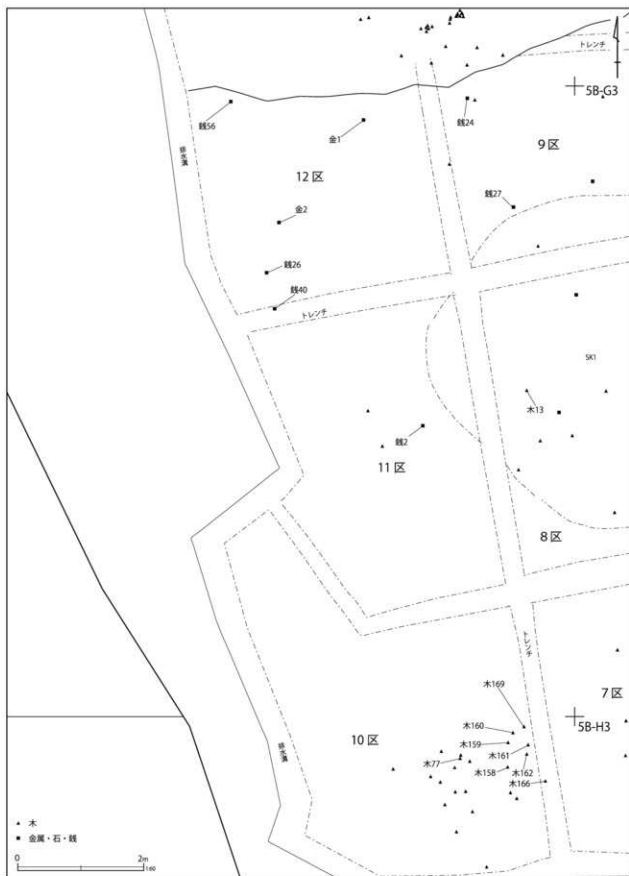 トレンチ
5B-G3
銭56
金1
銭24
9区
排水溝
12区
銭27
金2
銭26
銭40
トレンチ
SK1
木13
銭2
11区
8区
トレンチ
木169
7区
5B-H3
木160
10区
木159
木161
木77
排水溝
木158
木162
木166
▲ 木
■ 金属・石・銭
0 2m
1:60